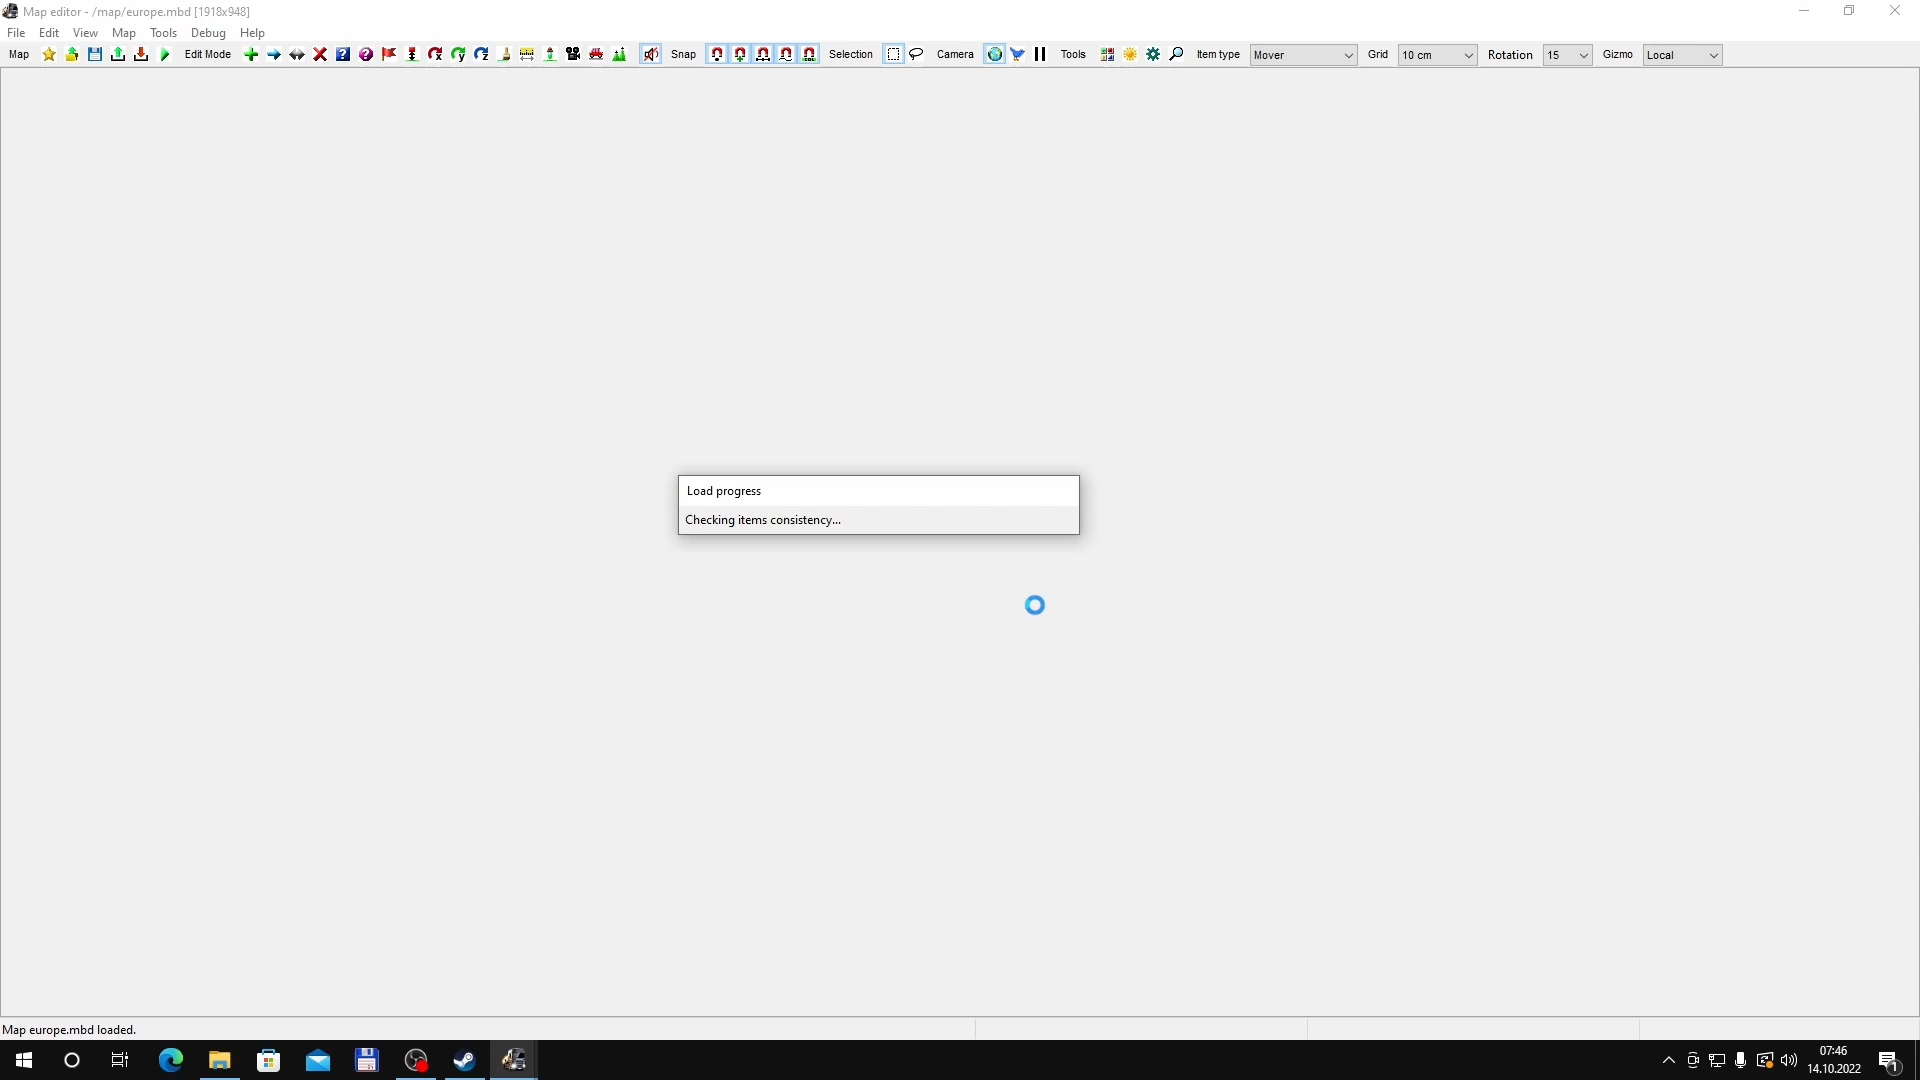 Map editor - /map/europe.mbd [1918x948]
File Edit View Map Tools Debug Help
Map Edit Mode Snap Selection Camera Tools Item type Mover Grid 10 cm Rotation 15 Gizmo Local
Load progress
Checking items consistency...
Map europe.mbd loaded.
07:46
14.10.2022
1